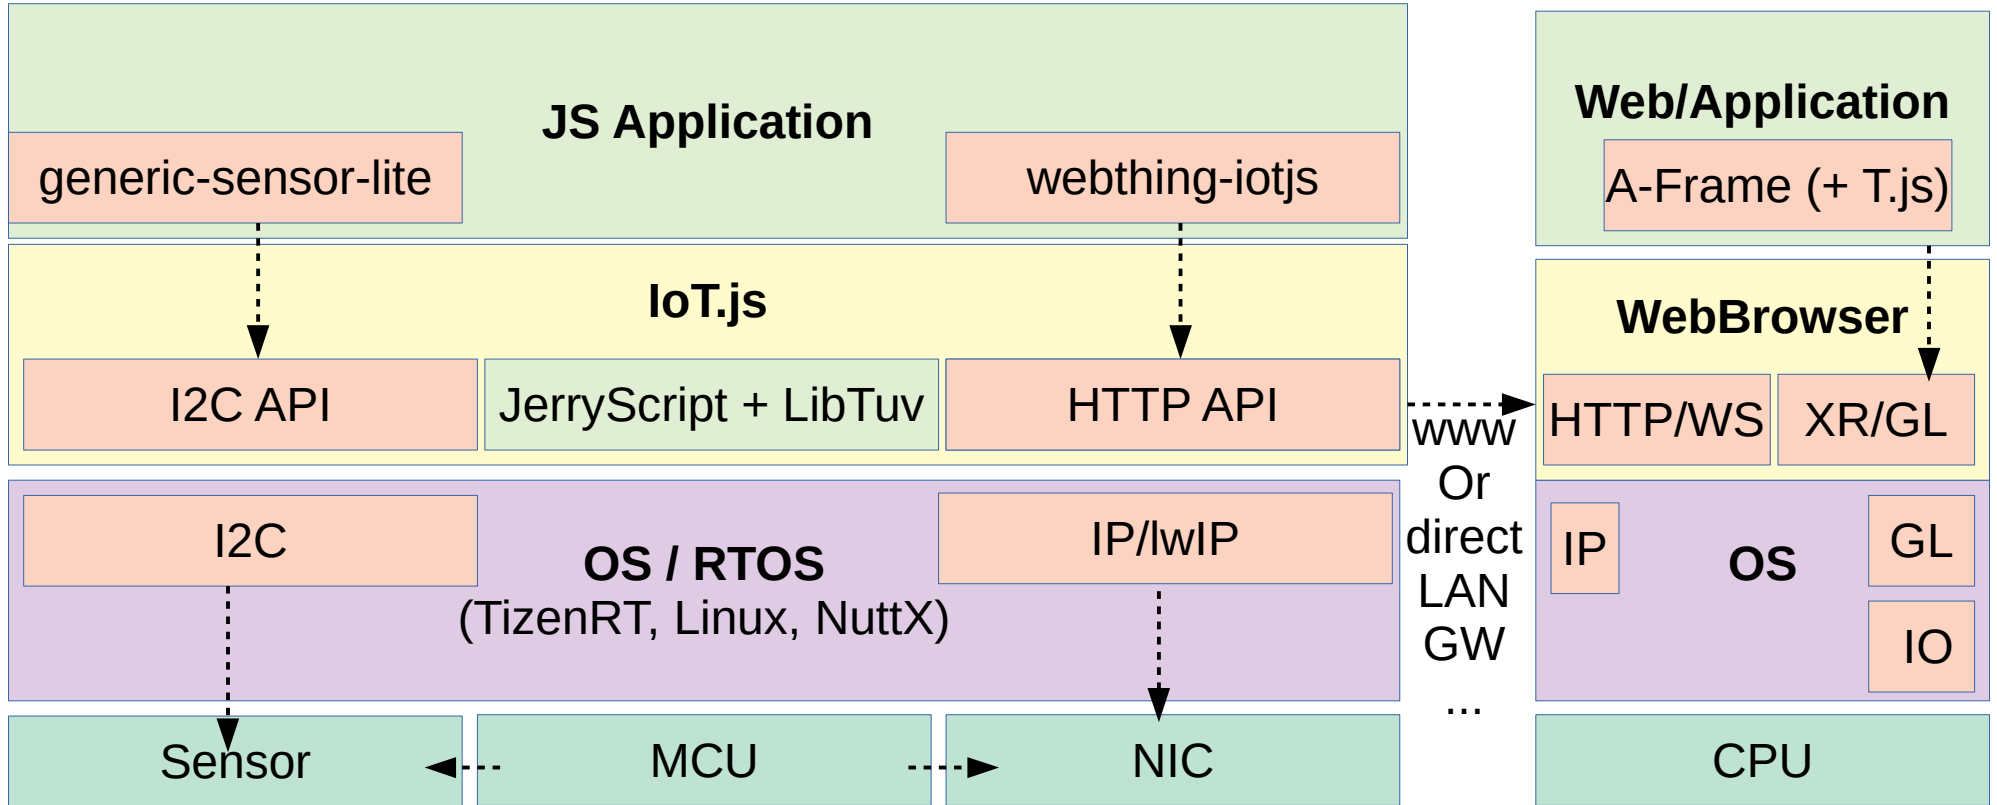 JS Application
generic-sensor-lite
webthing-iotjs
IoT.js
I2C API
JerryScript + LibTuv
HTTP API
I2C
OS / RTOS
(TizenRT, Linux, NuttX)
IP/lwIP
Sensor
MCU
NIC
www
Or
direct
LAN
GW
...
Web/Application
A-Frame (+ T.js)
WebBrowser
HTTP/WS
XR/GL
IP
OS
GL
IO
CPU